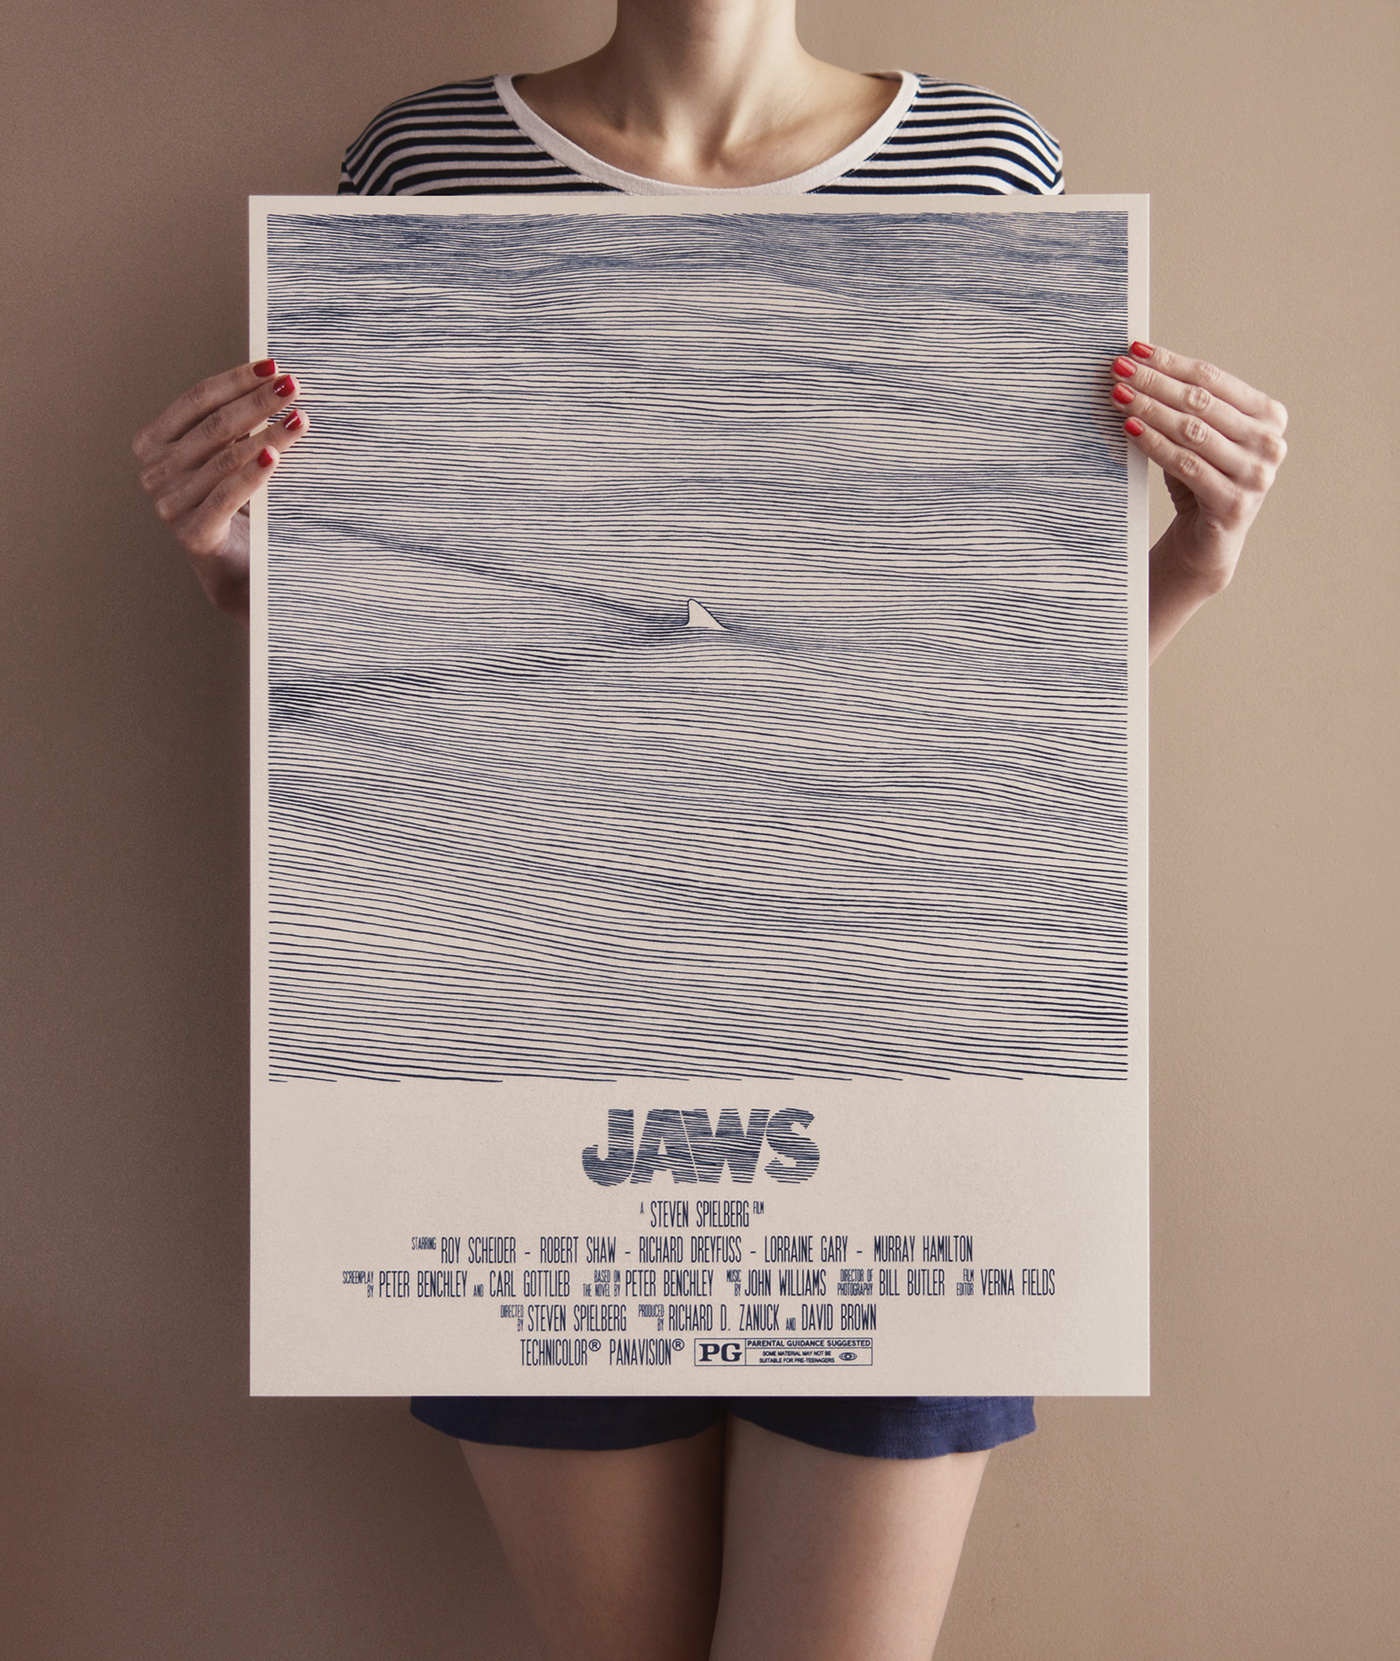 JAWS
A STEVEN SPIELBERG FILM
STARRING ROY SCHEIDER - ROBERT SHAW - RICHARD DREYFUSS - LORRAINE GARY - MURRAY HAMILTON
SCREENPLAY BY PETER BENCHLEY AND CARL GOTTLIEB BASED ON THE NOVEL BY PETER BENCHLEY MUSIC BY JOHN WILLIAMS DIRECTOR OF PHOTOGRAPHY BILL BUTLER FILM EDITOR VERNA FIELDS
DIRECTED BY STEVEN SPIELBERG PRODUCED BY RICHARD D. ZANUCK AND DAVID BROWN
TECHNICOLOR® PANAVISION® PG PARENTAL GUIDANCE SUGGESTED
SOME MATERIAL MAY NOT BE
SUITABLE FOR PRE-TEENAGERS